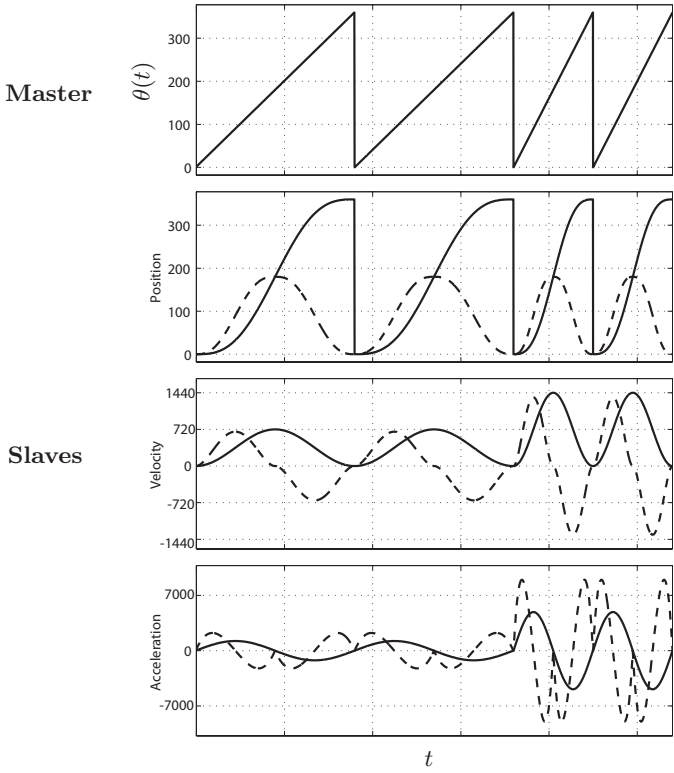 Master
θ(t)
300
200
100
0
Position
300
200
100
0
Slaves
Velocity
1440
720
0
-720
-1440
Acceleration
7000
0
-7000
t